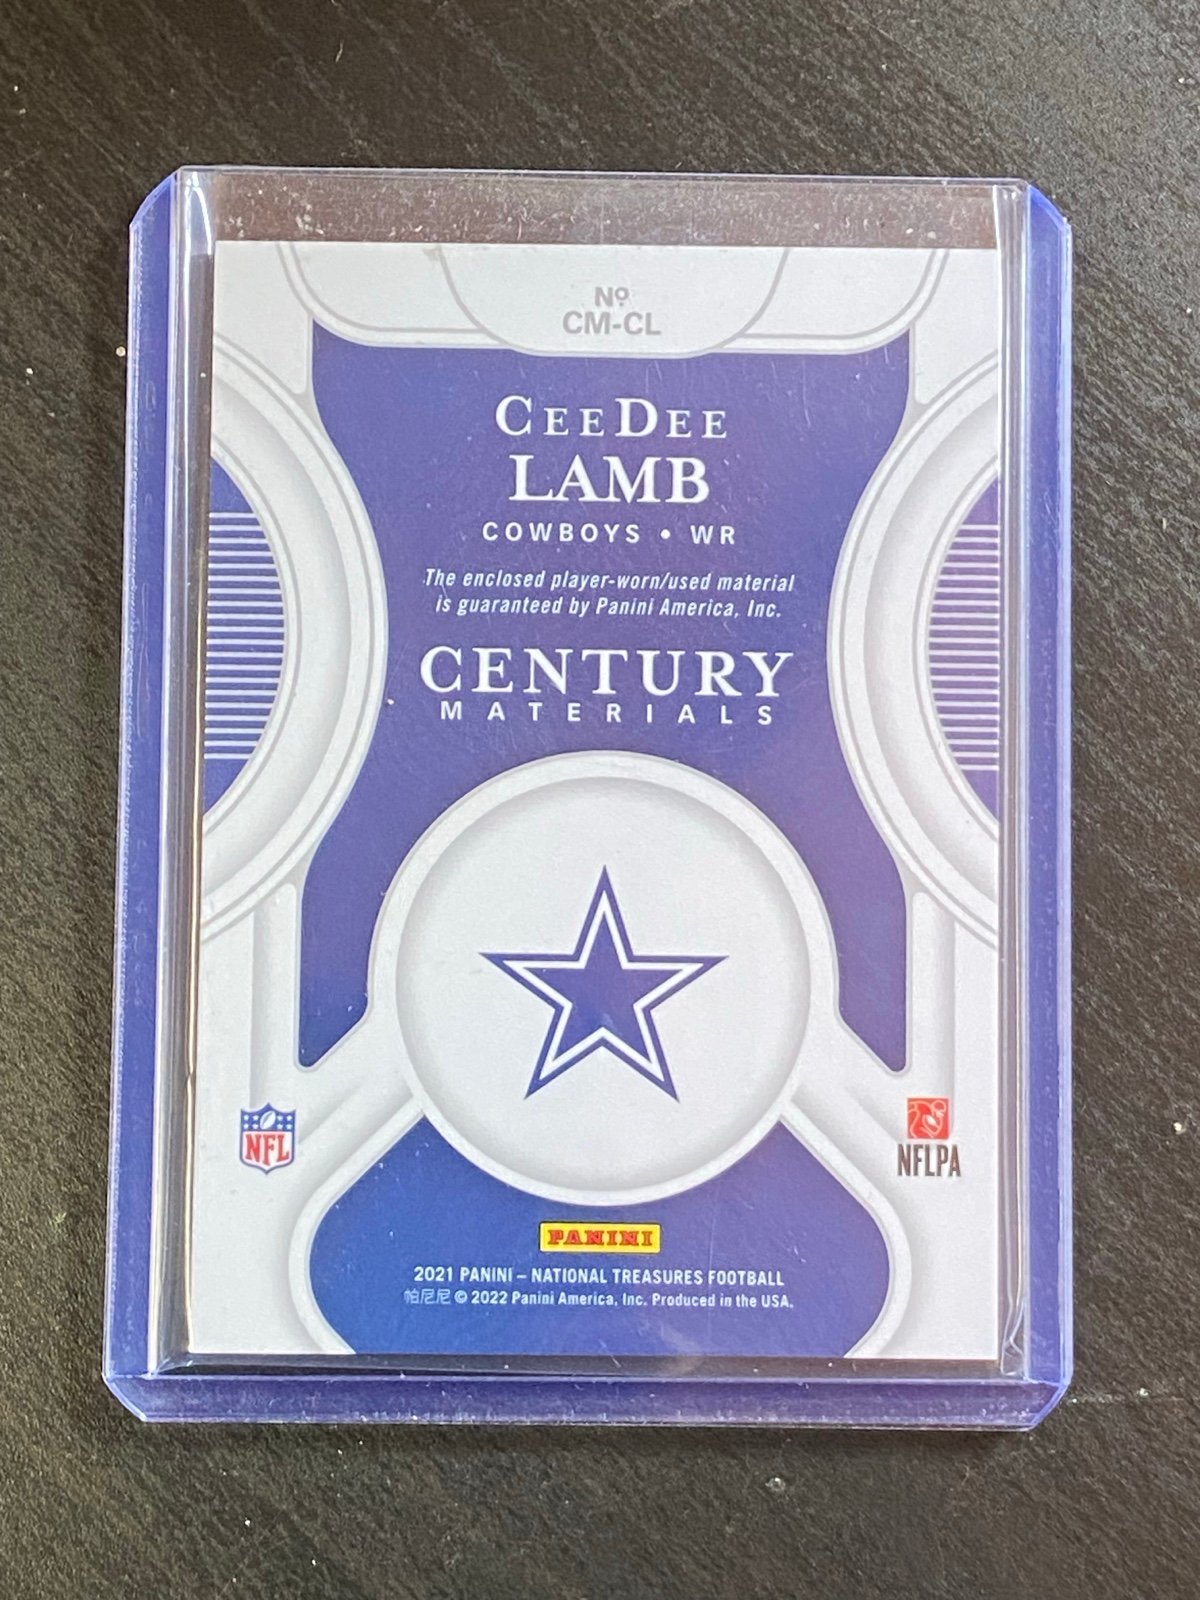 Nº
CM-CL
CEEDEE
LAMB
COWBOYS • WR
The enclosed player-worn/used material
is guaranteed by Panini America, Inc.
CENTURY
MATERIALS
NFL
NFLPA
PANINI
2021 PANINI – NATIONAL TREASURES FOOTBALL
帕尼尼 © 2022 Panini America, Inc. Produced in the USA.